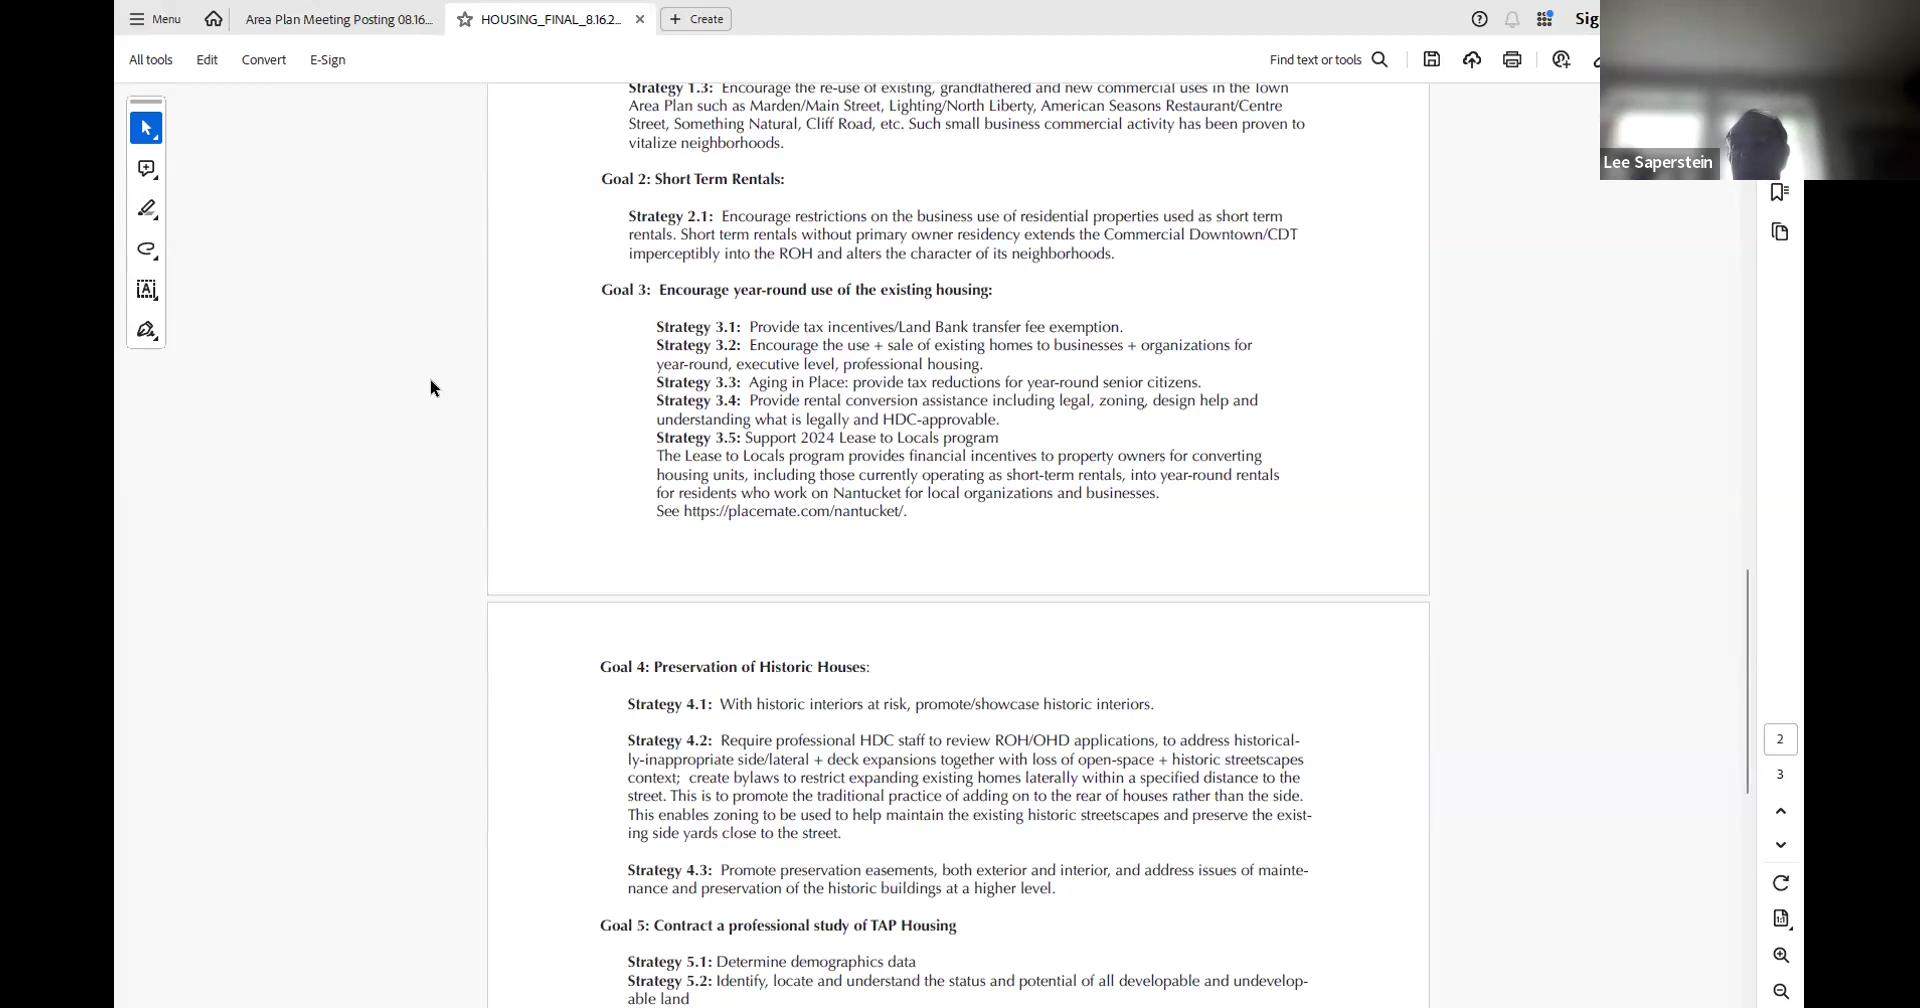 Menu
Area Plan Meeting Posting 08.16...
HOUSING_FINAL_8.16.2...
Create
All tools
Edit
Convert
E-Sign
Find text or tools
Lee Saperstein
Strategy 1.3: Encourage the re-use of existing, grandfathered and new commercial uses in the Town
Area Plan such as Marden/Main Street, Lighting/North Liberty, American Seasons Restaurant/Centre
Street, Something Natural, Cliff Road, etc. Such small business commercial activity has been proven to
vitalize neighborhoods.
Goal 2: Short Term Rentals:
Strategy 2.1: Encourage restrictions on the business use of residential properties used as short term
rentals. Short term rentals without primary owner residency extends the Commercial Downtown/CDT
imperceptibly into the ROH and alters the character of its neighborhoods.
Goal 3: Encourage year-round use of the existing housing:
Strategy 3.1: Provide tax incentives/Land Bank transfer fee exemption.
Strategy 3.2: Encourage the use + sale of existing homes to businesses + organizations for
year-round, executive level, professional housing.
Strategy 3.3: Aging in Place: provide tax reductions for year-round senior citizens.
Strategy 3.4: Provide rental conversion assistance including legal, zoning, design help and
understanding what is legally and HDC-approvable.
Strategy 3.5: Support 2024 Lease to Locals program
The Lease to Locals program provides financial incentives to property owners for converting
housing units, including those currently operating as short-term rentals, into year-round rentals
for residents who work on Nantucket for local organizations and businesses.
See https://placemate.com/nantucket/.
Goal 4: Preservation of Historic Houses:
Strategy 4.1: With historic interiors at risk, promote/showcase historic interiors.
Strategy 4.2: Require professional HDC staff to review ROH/OHD applications, to address historical-
ly-inappropriate side/lateral + deck expansions together with loss of open-space + historic streetscapes
context; create bylaws to restrict expanding existing homes laterally within a specified distance to the
street. This is to promote the traditional practice of adding on to the rear of houses rather than the side.
This enables zoning to be used to help maintain the existing historic streetscapes and preserve the exist-
ing side yards close to the street.
Strategy 4.3: Promote preservation easements, both exterior and interior, and address issues of mainte-
nance and preservation of the historic buildings at a higher level.
Goal 5: Contract a professional study of TAP Housing
Strategy 5.1: Determine demographics data
Strategy 5.2: Identify, locate and understand the status and potential of all developable and undevelop-
able land
2
3